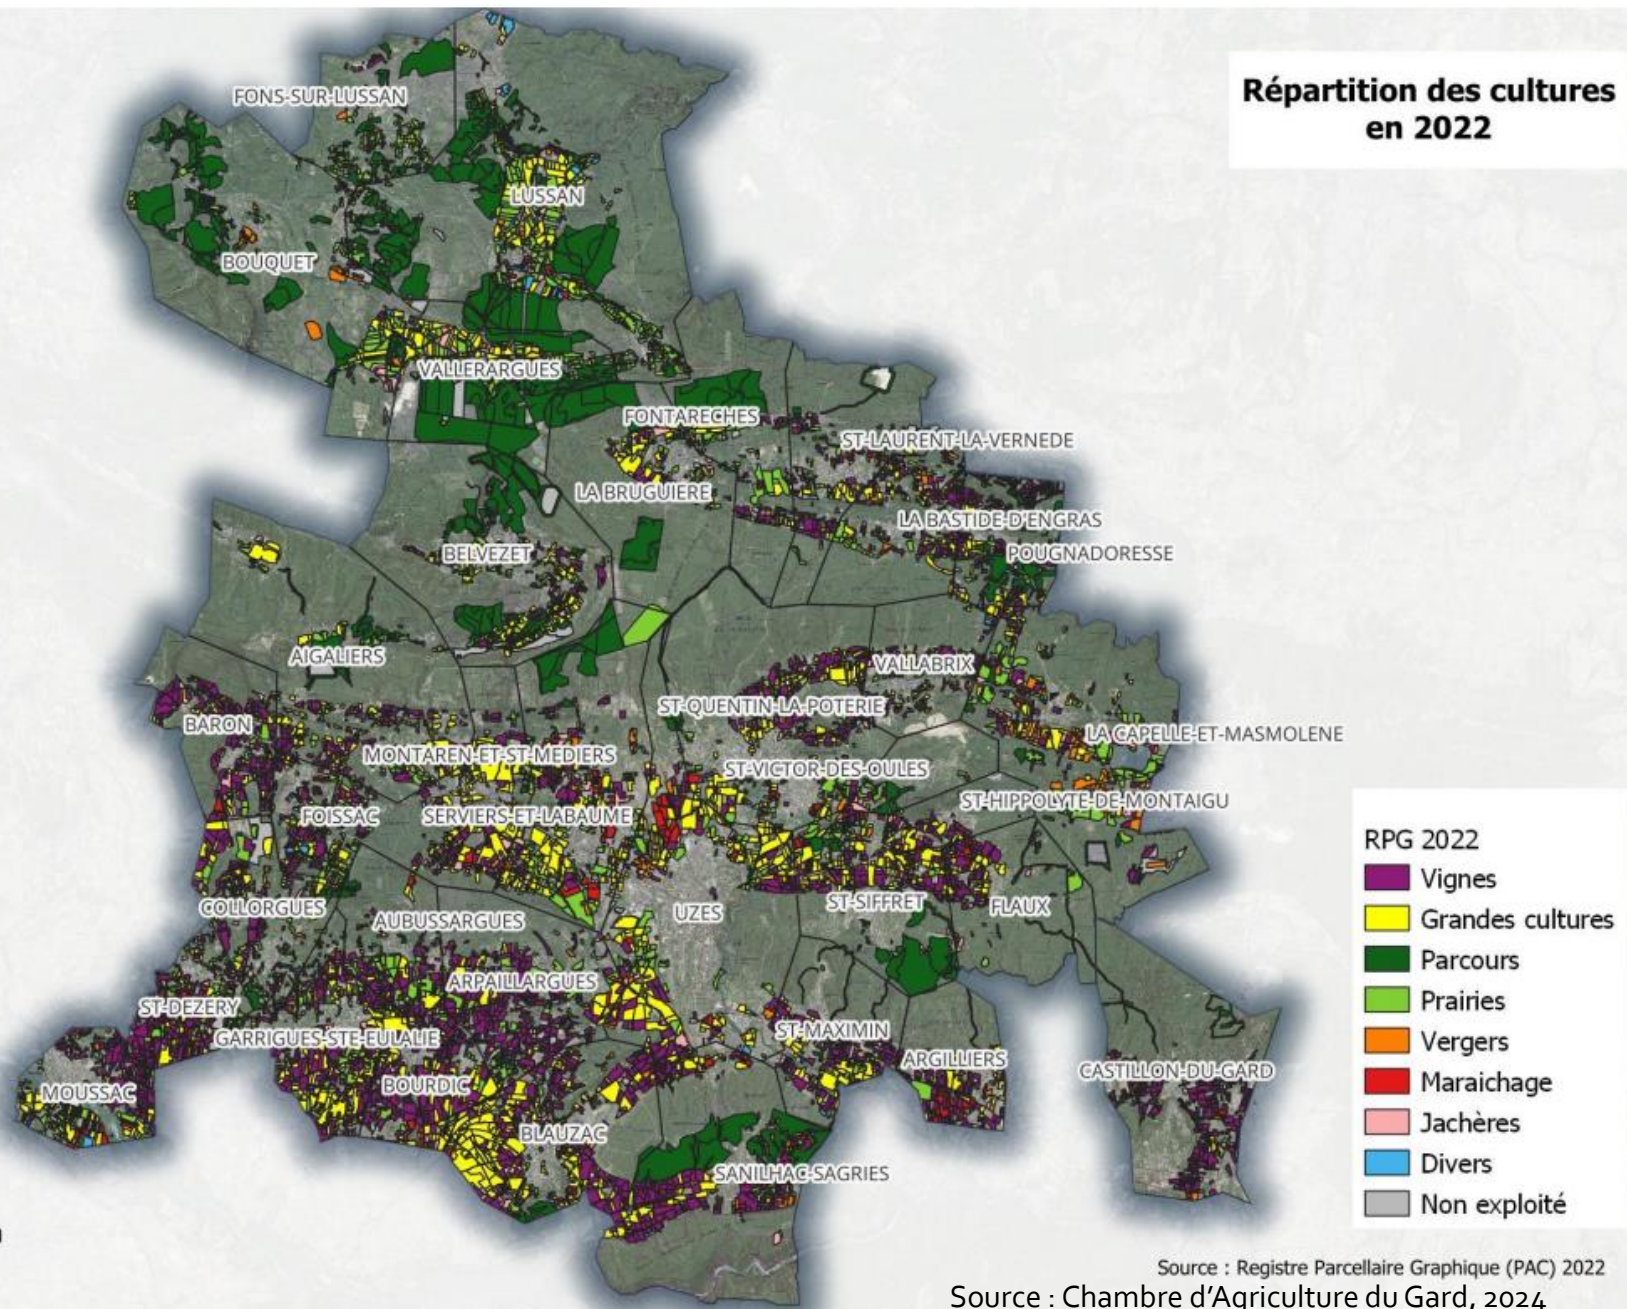 Répartition des cultures
en 2022
FONS-SUR-LUSSAN
LUSSAN
BOUQUET
VALLERARGUES
FONTARECHES
ST-LAURENT-LA-VERNEDE
LA BRUGUIERE
LA BASTIDE-D'ENGRAS
BELVEZET
POUGNADORESSE
AIGALIERS
VALLABRIX
ST-QUENTIN-LA-POTERIE
BARON
LA CAPELLE-ET-MASMOLENE
MONTAREN-ET-ST-MEDIERS
ST-VICTOR-DES-OULES
ST-HIPPOLYTE-DE-MONTAIGU
FOISSAC
SERVIERS-ET-LABAUME
COLLORGUES
AUBUSSARGUES
UZES
ST-SIFFRET
FLAUX
ARPAILLARGUES
ST-DEZERY
GARRIGUES-STE-EULALIE
ST-MAXIMIN
ARGILLIERS
CASTILLON-DU-GARD
MOUSSAC
BOURDIC
BLAUZAC
SANILHAC-SAGRIES
RPG 2022
Vignes
Grandes cultures
Parcours
Prairies
Vergers
Maraichage
Jachères
Divers
Non exploité
Source : Registre Parcellaire Graphique (PAC) 2022
Source : Chambre d'Agriculture du Gard, 2024